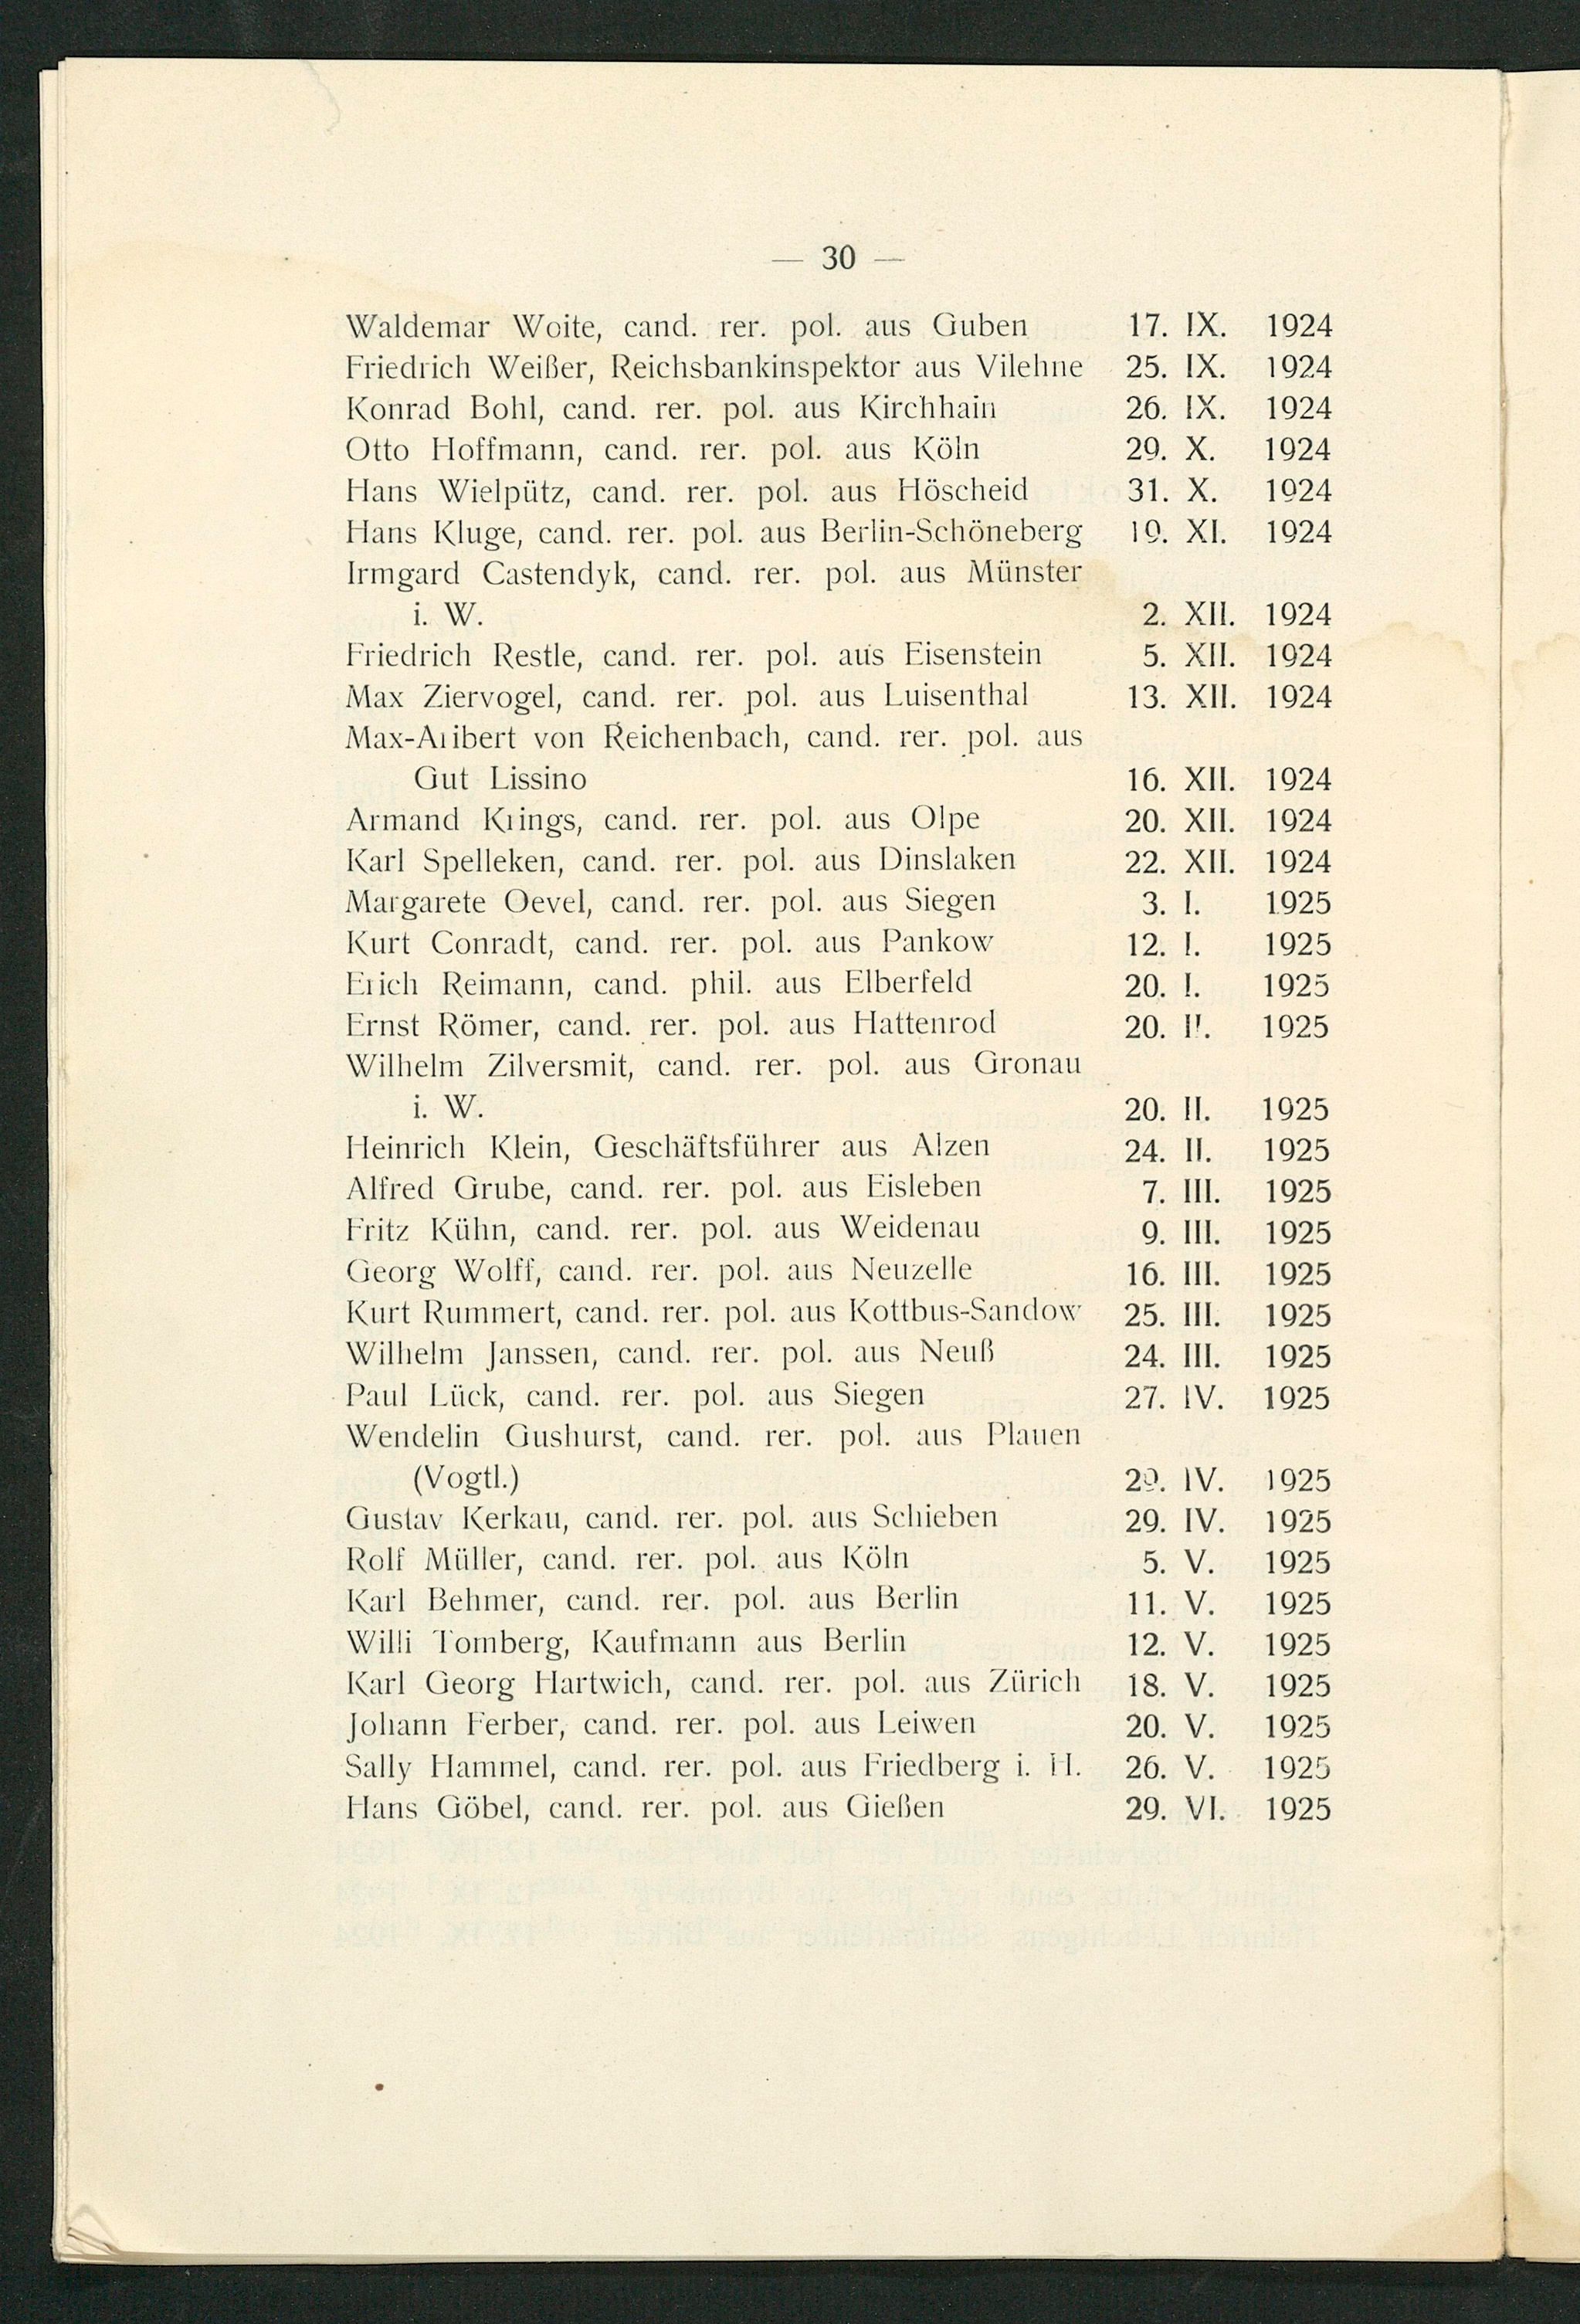 — 30 —
Waldemar Woite, cand. rer. pol. aus Guben 17. IX. 1924
Friedrich Weißer, Reichsbankinspektor aus Vilehne 25. IX. 1924
Konrad Bohl, cand. rer. pol. aus Kirchhain 26. IX. 1924
Otto Hoffmann, cand. rer. pol. aus Köln 29. X. 1924
Hans Wielpütz, cand. rer. pol. aus Höscheid 31. X. 1924
Hans Kluge, cand. rer. pol. aus Berlin-Schöneberg 19. XI. 1924
Irmgard Castendyk, cand. rer. pol. aus Münster
i. W. 2. XII. 1924
Friedrich Restle, cand. rer. pol. aus Eisenstein 5. XII. 1924
Max Ziervogel, cand. rer. pol. aus Luisenthal 13. XII. 1924
Max-Aribert von Reichenbach, cand. rer. pol. aus
Gut Lissino 16. XII. 1924
Armand Krings, cand. rer. pol. aus Olpe 20. XII. 1924
Karl Spelleken, cand. rer. pol. aus Dinslaken 22. XII. 1924
Margarete Oevel, cand. rer. pol. aus Siegen 3. I. 1925
Kurt Conradt, cand. rer. pol. aus Pankow 12. I. 1925
Erich Reimann, cand. phil. aus Elberfeld 20. I. 1925
Ernst Römer, cand. rer. pol. aus Hattenrod 20. II. 1925
Wilhelm Zilversmit, cand. rer. pol. aus Gronau
i. W. 20. II. 1925
Heinrich Klein, Geschäftsführer aus Alzen 24. II. 1925
Alfred Grube, cand. rer. pol. aus Eisleben 7. III. 1925
Fritz Kühn, cand. rer. pol. aus Weidenau 9. III. 1925
Georg Wolff, cand. rer. pol. aus Neuzelle 16. III. 1925
Kurt Rummert, cand. rer. pol. aus Kottbus-Sandow 25. III. 1925
Wilhelm Janssen, cand. rer. pol. aus Neuß 24. III. 1925
Paul Lück, cand. rer. pol. aus Siegen 27. IV. 1925
Wendelin Gushurst, cand. rer. pol. aus Plauen
(Vogtl.) 29. IV. 1925
Gustav Kerkau, cand. rer. pol. aus Schieben 29. IV. 1925
Rolf Müller, cand. rer. pol. aus Köln 5. V. 1925
Karl Behmer, cand. rer. pol. aus Berlin 11. V. 1925
Willi Tomberg, Kaufmann aus Berlin 12. V. 1925
Karl Georg Hartwich, cand. rer. pol. aus Zürich 18. V. 1925
Johann Ferber, cand. rer. pol. aus Leiwen 20. V. 1925
Sally Hammel, cand. rer. pol. aus Friedberg i. H. 26. V. 1925
Hans Göbel, cand. rer. pol. aus Gießen 29. VI. 1925